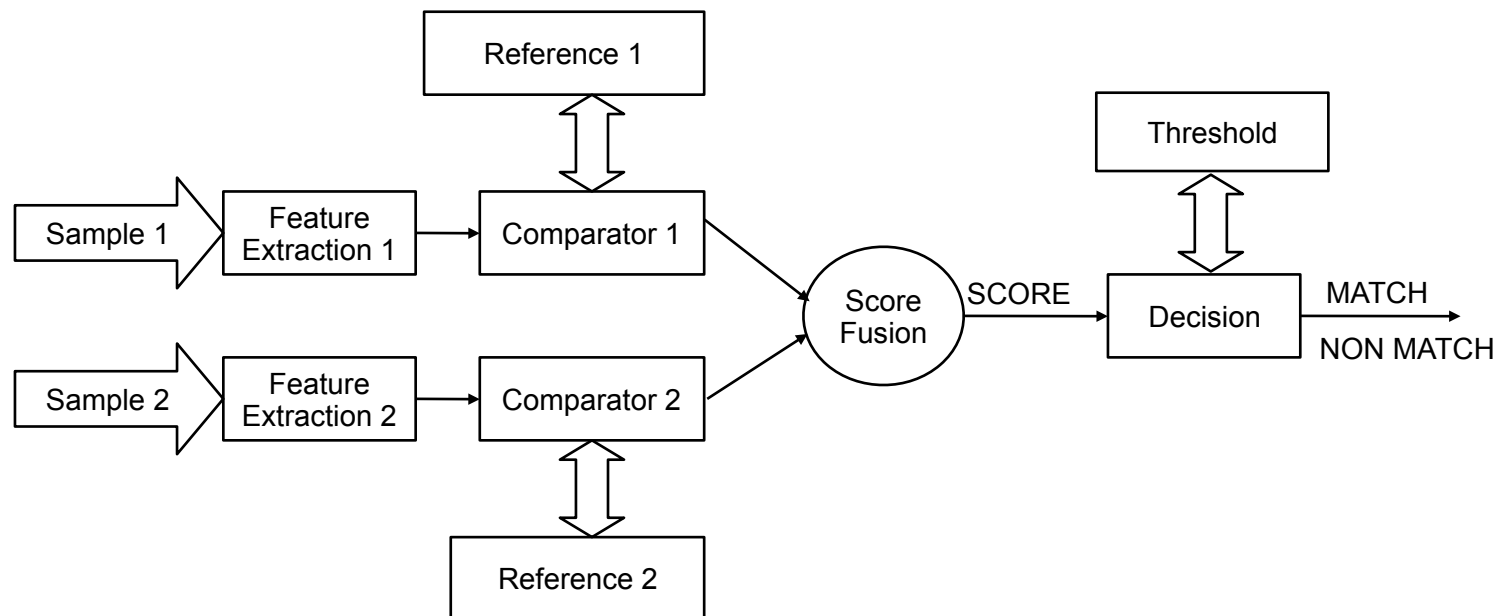 Reference 1
Threshold
Sample 1
Feature
Extraction 1
Comparator 1
Score
Fusion
SCORE
Decision
MATCH
NON MATCH
Sample 2
Feature
Extraction 2
Comparator 2
Reference 2